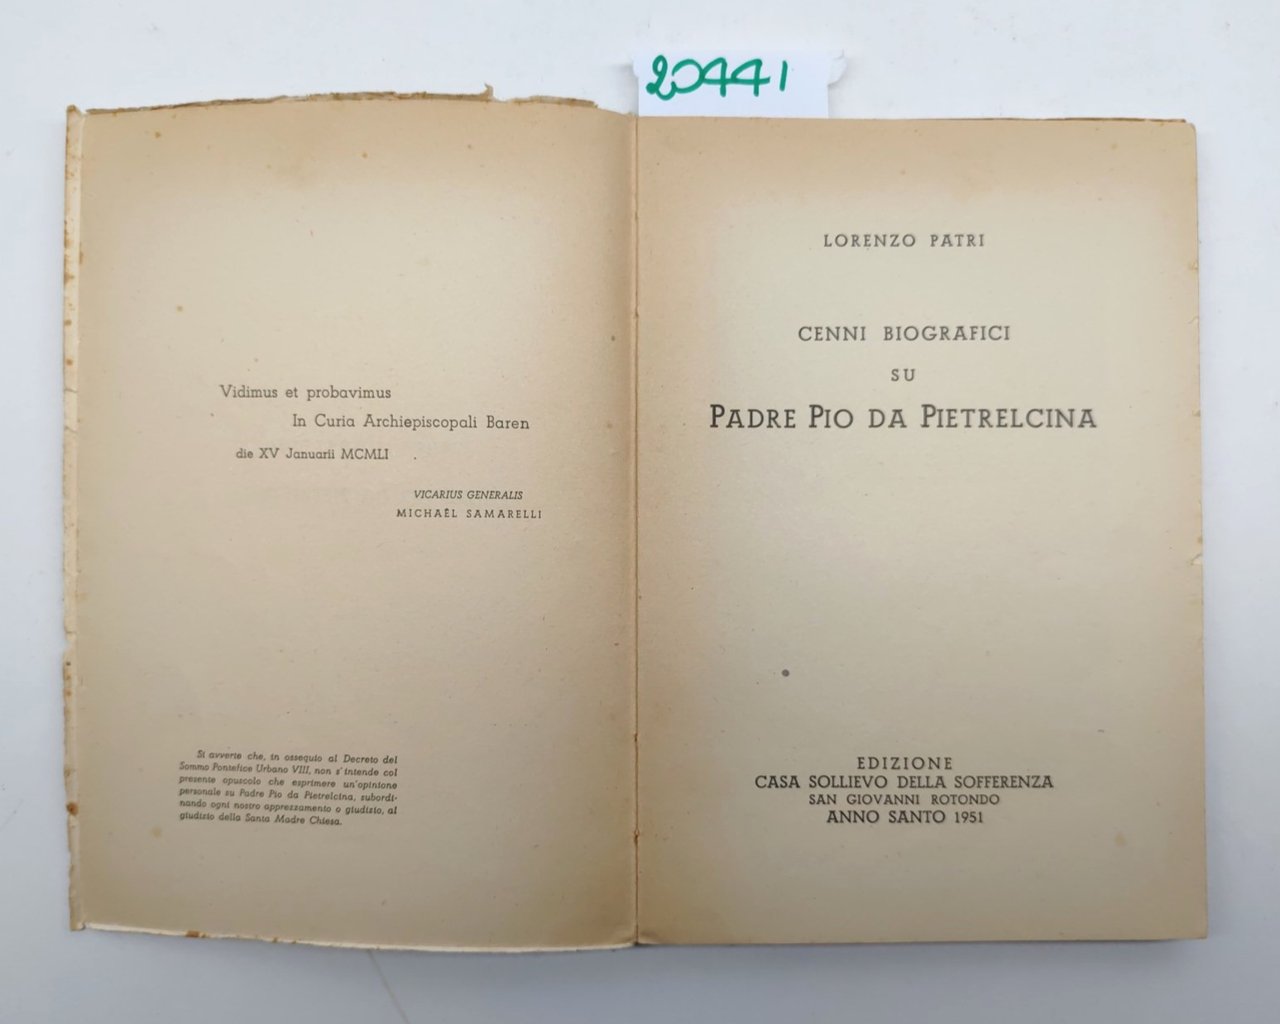 20441
Vidimus et probavimus
In Curia Archiepiscopali Baren
die XV Januarii MCMLI
VICARIUS GENERALIS
MICHAËL SAMARELLI
Si avverte che, in ossequio al Decreto del
Sommo Pontefice Urbano VIII, non s'intende col
presente opuscolo che esprimere un'opinione
personale su Padre Pio da Pietrelcina, subordi-
nando ogni nostro apprezzamento o giudizio, al
giudizio della Santa Madre Chiesa.
LORENZO PATRI
CENNI BIOGRAFICI
SU
PADRE PIO DA PIETRELCINA
EDIZIONE
CASA SOLLIEVO DELLA SOFFERENZA
SAN GIOVANNI ROTONDO
ANNO SANTO 1951